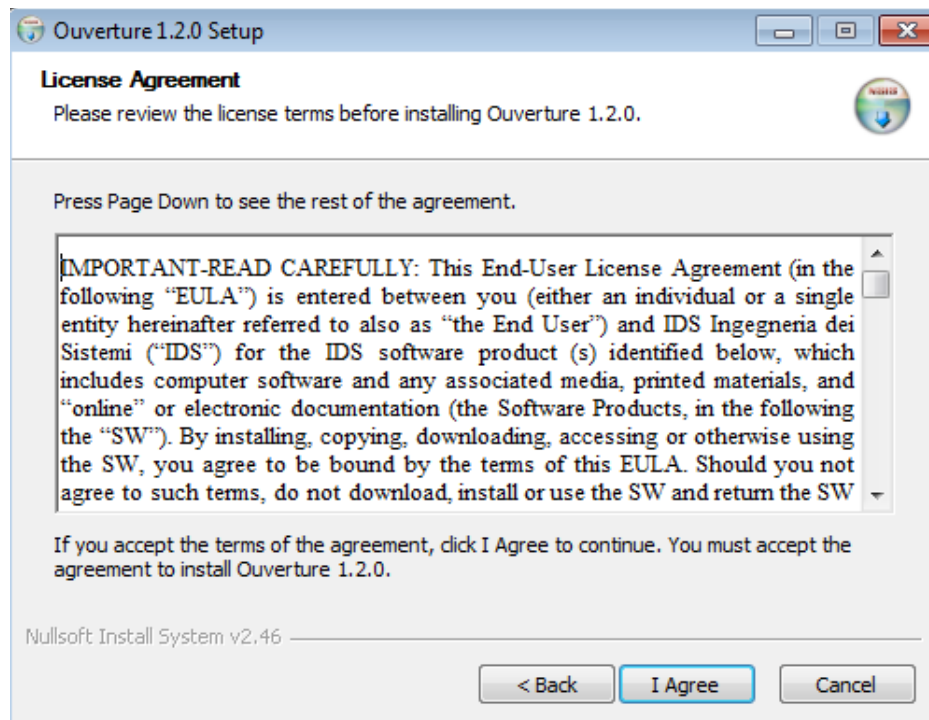 Ouverture 1.2.0 Setup
License Agreement
Please review the license terms before installing Ouverture 1.2.0.
Press Page Down to see the rest of the agreement.
IMPORTANT-READ CAREFULLY: This End-User License Agreement (in the
following “EULA”) is entered between you (either an individual or a single
entity hereinafter referred to also as “the End User”) and IDS Ingegneria dei
Sistemi (“IDS”) for the IDS software product (s) identified below, which
includes computer software and any associated media, printed materials, and
“online” or electronic documentation (the Software Products, in the following
the “SW”). By installing, copying, downloading, accessing or otherwise using
the SW, you agree to be bound by the terms of this EULA. Should you not
agree to such terms, do not download, install or use the SW and return the SW
If you accept the terms of the agreement, click I Agree to continue. You must accept the
agreement to install Ouverture 1.2.0.
Nullsoft Install System v2.46
< Back I Agree Cancel